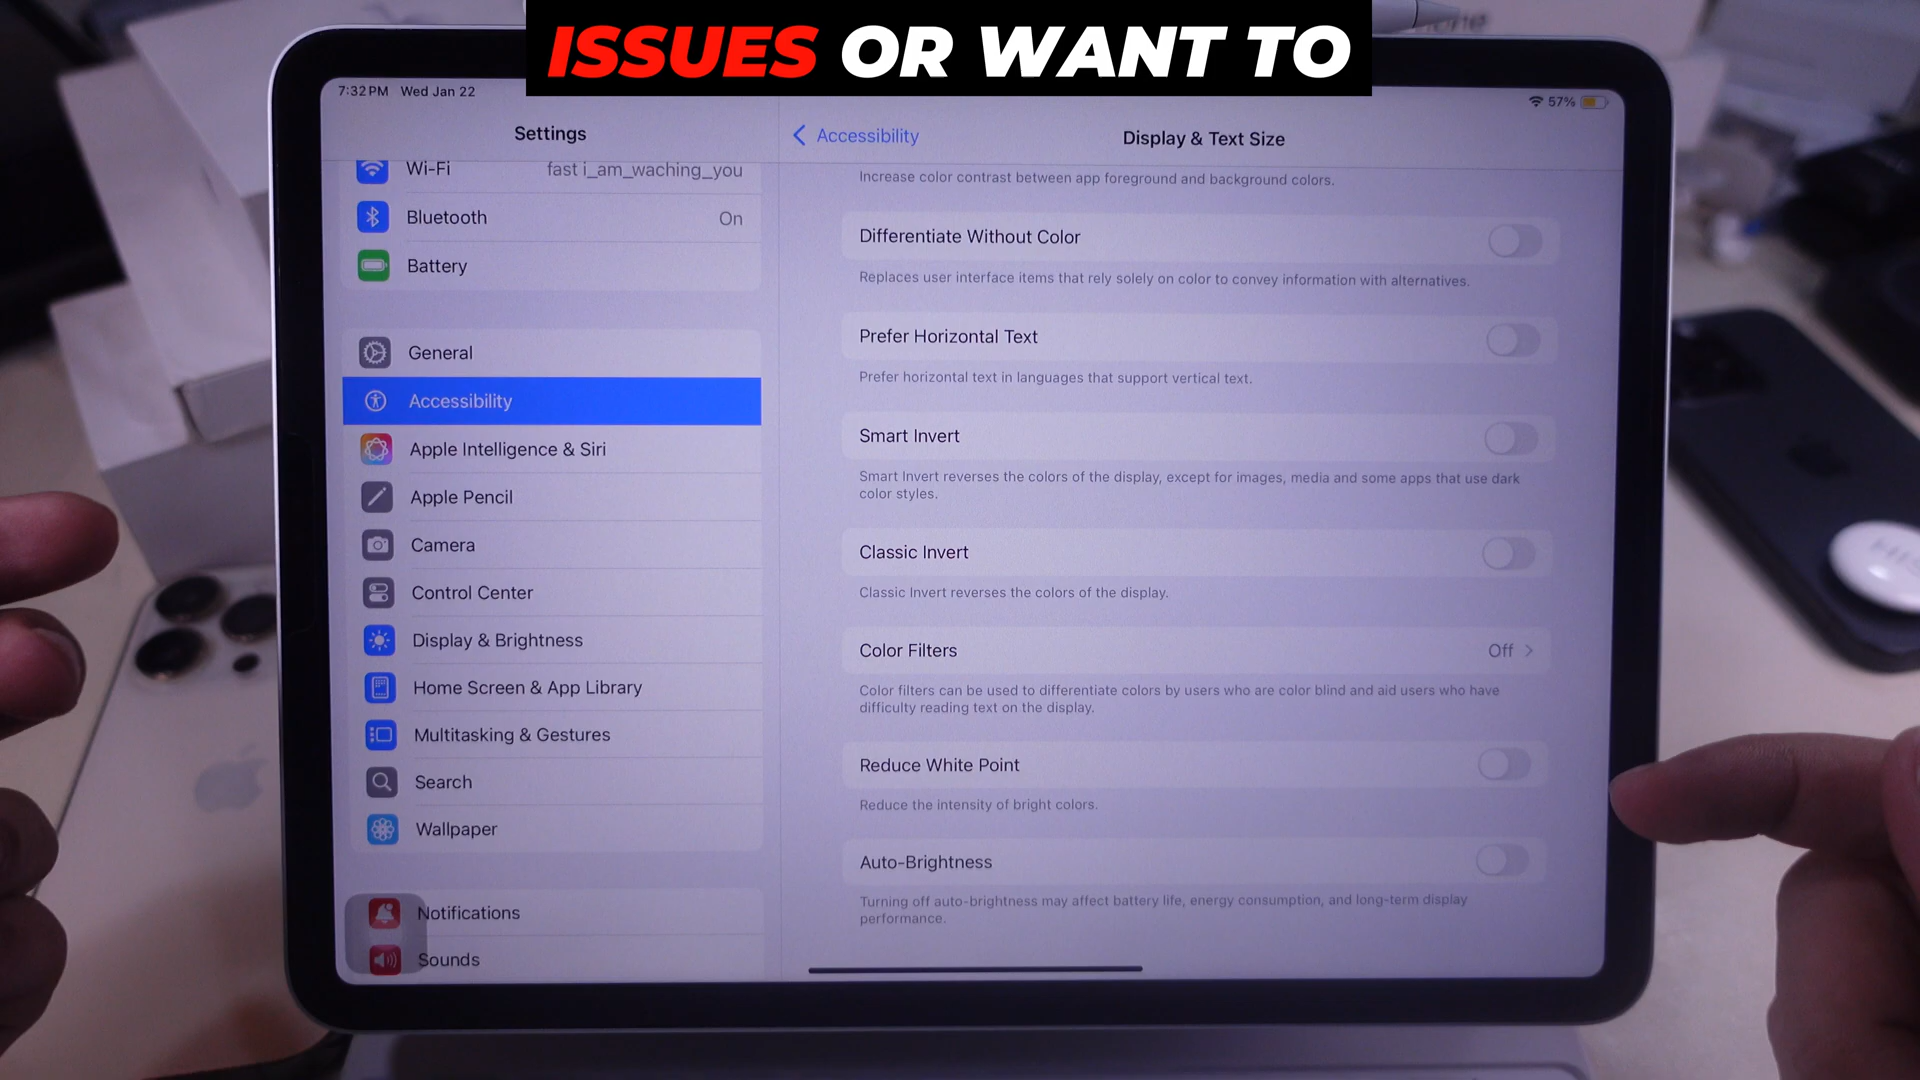 ISSUES OR WANT TO
7:32 PM Wed Jan 22
57%
Settings
Wi-Fi fast i_am_waching_you
Bluetooth On
Battery
General
Accessibility
Apple Intelligence & Siri
Apple Pencil
Camera
Control Center
Display & Brightness
Home Screen & App Library
Multitasking & Gestures
Search
Wallpaper
Notifications
Sounds
Accessibility
Display & Text Size
Increase color contrast between app foreground and background colors.
Differentiate Without Color
Replaces user interface items that rely solely on color to convey information with alternatives.
Prefer Horizontal Text
Prefer horizontal text in languages that support vertical text.
Smart Invert
Smart Invert reverses the colors of the display, except for images, media and some apps that use dark
color styles.
Classic Invert
Classic Invert reverses the colors of the display.
Color Filters Off
Color filters can be used to differentiate colors by users who are color blind and aid users who have
difficulty reading text on the display.
Reduce White Point
Reduce the intensity of bright colors.
Auto-Brightness
Turning off auto-brightness may affect battery life, energy consumption, and long-term display
performance.